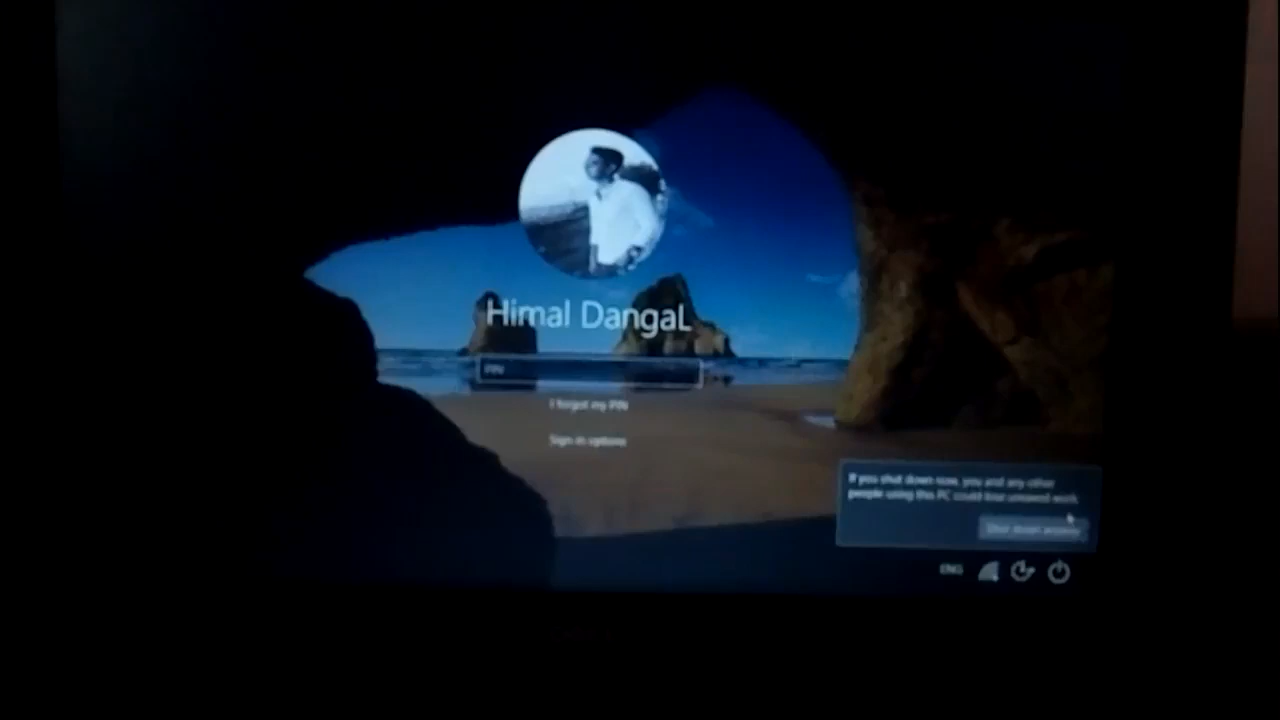 Himal DangaL
PIN
I forgot my PIN
Sign-in options
If you shut down now, you and any other
people using this PC could lose unsaved work.
Shut down anyway
ENG